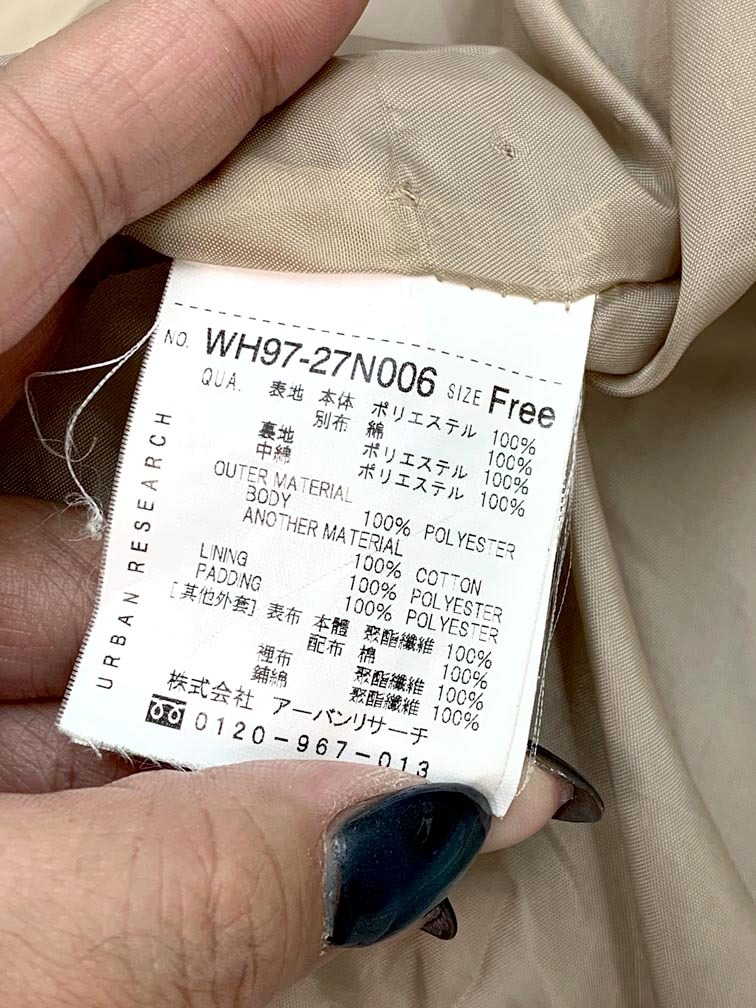 NO. WH97-27N006 SIZE Free
QUA. 表地 本体 ポリエステル 100%
別布 綿 100%
裏地 ポリエステル 100%
中綿 ポリエステル 100%
OUTER MATERIAL
BODY 100% POLYESTER
ANOTHER MATERIAL
100% COTTON
LINING 100% POLYESTER
PADDING 100% POLYESTER
[其他外套] 表布 本體 聚酯纖維 100%
配布 棉 100%
裡布 聚酯纖維 100%
鋪綿 聚酯纖維 100%
株式会社 アーバンリサーチ
0120-967-013
URBAN RESEARCH